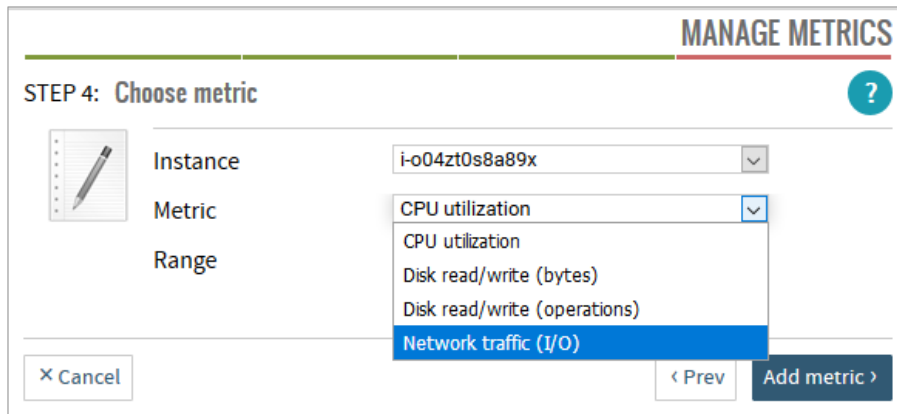 MANAGE METRICS
STEP 4: Choose metric
?
Instance i-o04zt0s8a89x
Metric CPU utilization
CPU utilization
Range
Disk read/write (bytes)
Disk read/write (operations)
Network traffic (I/O)
× Cancel
‹ Prev
Add metric ›